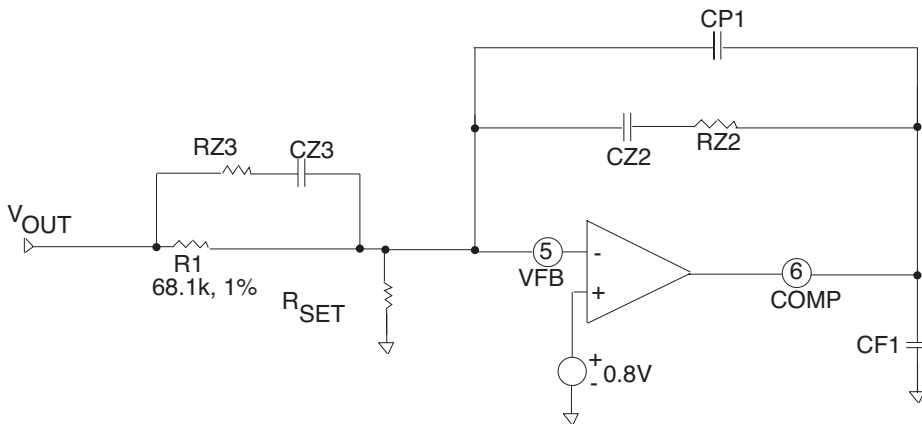 CP1
CZ2
RZ2
RZ3
CZ3
VOUT
R1
68.1k, 1%
RSET
5
VFB
-
+
6
COMP
CF1
+
-
0.8V